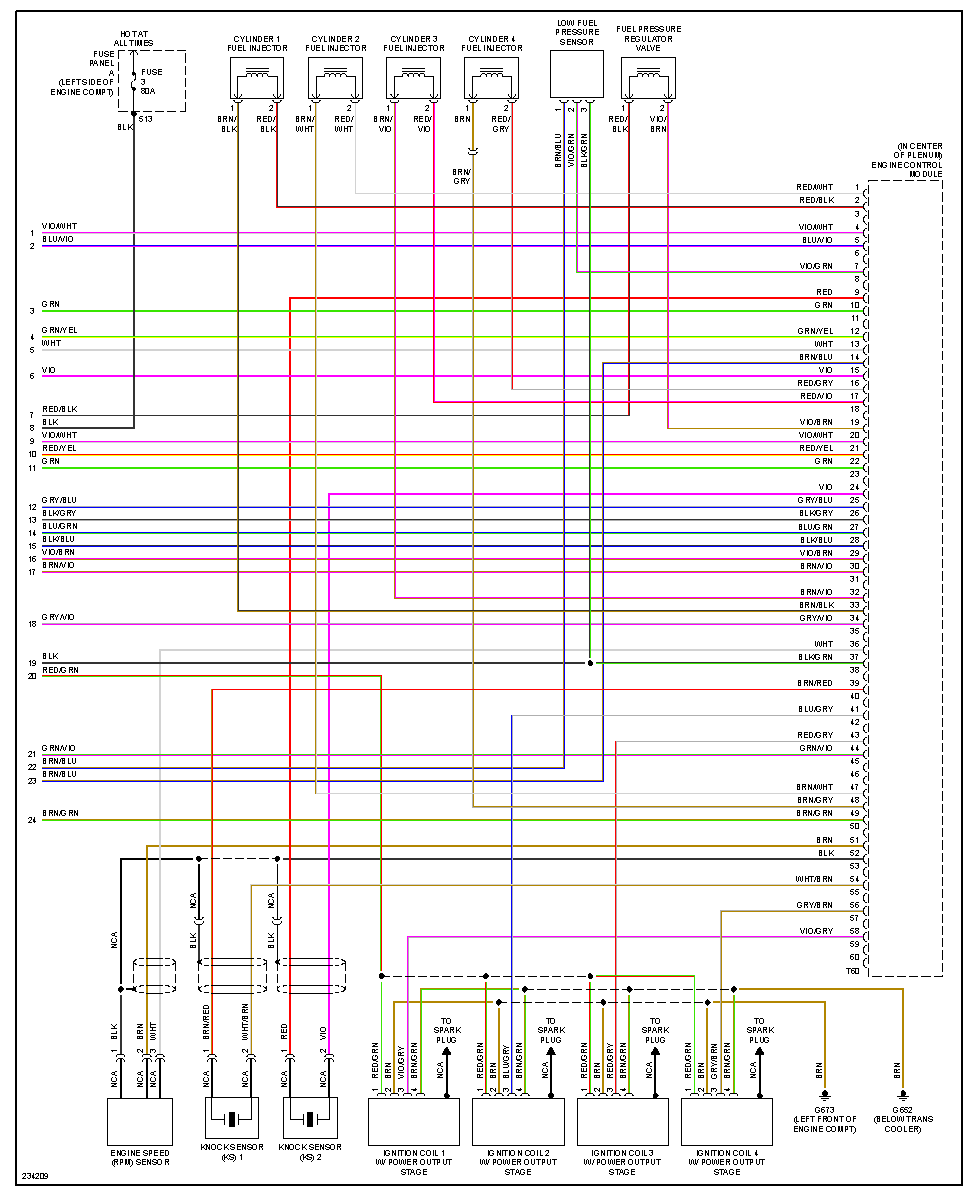 HOT AT
ALL TIMES
FUSE
PANEL
A
(LEFT SIDE OF
ENGINE COMPT)
FUSE
3
80A
S13
BLK
CYLINDER 1
FUEL INJECTOR
CYLINDER 2
FUEL INJECTOR
CYLINDER 3
FUEL INJECTOR
CYLINDER 4
FUEL INJECTOR
LOW FUEL
PRESSURE
SENSOR
FUEL PRESSURE
REGULATOR
VALVE
1 2
BRN/
BLK
RED/
BLK
1 2
BRN/
WHT
RED/
WHT
1 2
BRN/
VIO
RED/
VIO
1 2
BRN
RED/
GRY
BRN/
GRY
1 2 3
BRN/BLU
VIO/GRN
BLK/GRN
1 2
RED/
BLK
VIO/
BRN
(IN CENTER
OF PLENUM)
ENGINE CONTROL
MODULE
RED/WHT 1
RED/BLK 2
3
1 VIO/WHT VIO/WHT 4
2 BLU/VIO BLU/VIO 5
6
VIO/GRN 7
8
RED 9
3 GRN GRN 10
11
4 GRN/YEL GRN/YEL 12
5 WHT WHT 13
BRN/BLU 14
6 VIO VIO 15
RED/GRY 16
RED/VIO 17
7 RED/BLK 18
8 BLK VIO/BRN 19
9 VIO/WHT VIO/WHT 20
10 RED/YEL RED/YEL 21
11 GRN GRN 22
23
VIO 24
12 GRY/BLU GRY/BLU 25
13 BLK/GRY BLK/GRY 26
14 BLU/GRN BLU/GRN 27
15 BLK/BLU BLK/BLU 28
16 VIO/BRN VIO/BRN 29
17 BRN/VIO BRN/VIO 30
31
BRN/VIO 32
BRN/BLK 33
18 GRY/VIO GRY/VIO 34
35
WHT 36
19 BLK BLK/GRN 37
20 RED/GRN 38
BRN/RED 39
40
BLU/GRY 41
42
RED/GRY 43
21 GRN/VIO GRN/VIO 44
22 BRN/BLU 45
23 BRN/BLU 46
BRN/WHT 47
BRN/GRY 48
24 BRN/GRN BRN/GRN 49
50
BRN 51
BLK 52
53
WHT/BRN 54
55
GRY/BRN 56
57
VIO/GRY 58
59
60
T60
NCA
NCA
BLK
NCA
BLK
BLK
BRN
WHT
1 2 3
NCA
NCA
NCA
BRN/RED
WHT/BRN
1 2
NCA
NCA
RED
VIO
1 2
NCA
NCA
RED/GRN
BRN
VIO/GRY
BRN/GRN
1 2 3 4
TO
SPARK
PLUG
NCA
RED/GRN
BRN
BLU/GRY
BRN/GRN
1 2 3 4
TO
SPARK
PLUG
NCA
RED/GRN
BRN
RED/GRY
BRN/GRN
1 2 3 4
TO
SPARK
PLUG
NCA
RED/GRN
BRN
GRY/BRN
BRN/GRN
1 2 3 4
TO
SPARK
PLUG
NCA
BRN
BRN
G673
(LEFT FRONT OF
ENGINE COMPT)
G652
(BELOW TRANS
COOLER)
ENGINE SPEED
(RPM) SENSOR
KNOCK SENSOR
(KS) 1
KNOCK SENSOR
(KS) 2
IGNITION COIL 1
W/ POWER OUTPUT
STAGE
IGNITION COIL 2
W/ POWER OUTPUT
STAGE
IGNITION COIL 3
W/ POWER OUTPUT
STAGE
IGNITION COIL 4
W/ POWER OUTPUT
STAGE
234209